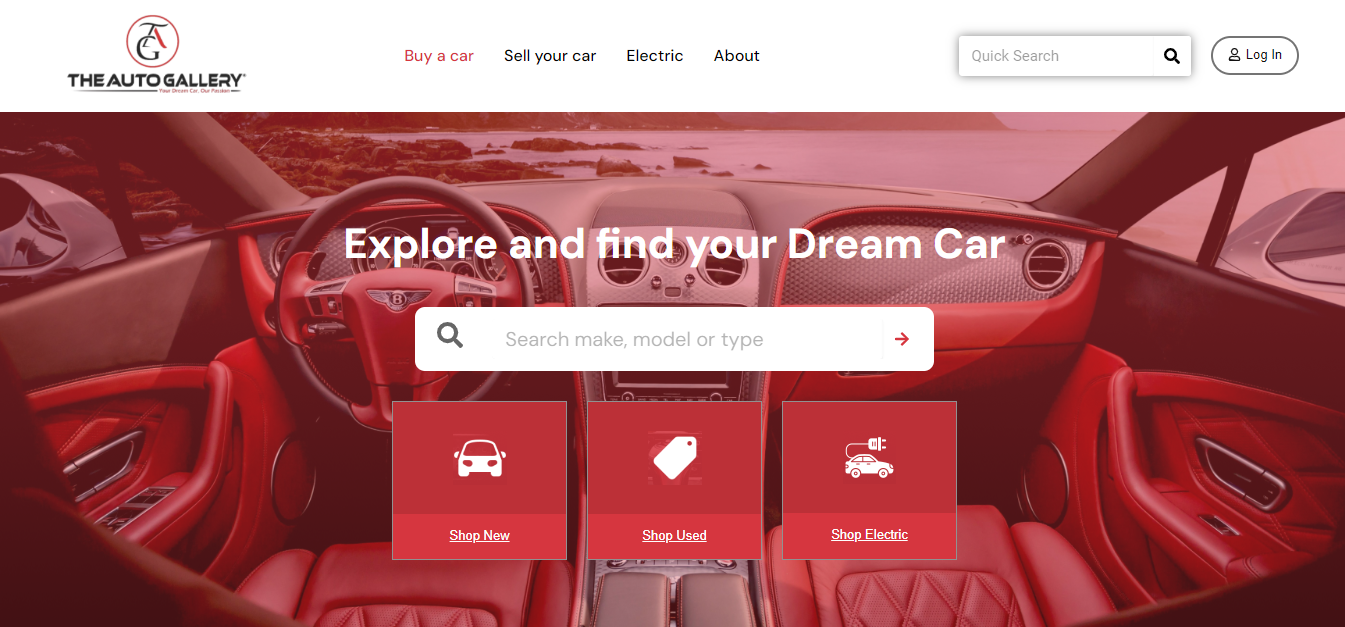 TAG
THE AUTO GALLERY
Your Dream Car, Our Passion
Buy a car
Sell your car
Electric
About
Quick Search
Log In
Explore and find your Dream Car
B
Search make, model or type
Shop New
Shop Used
Shop Electric